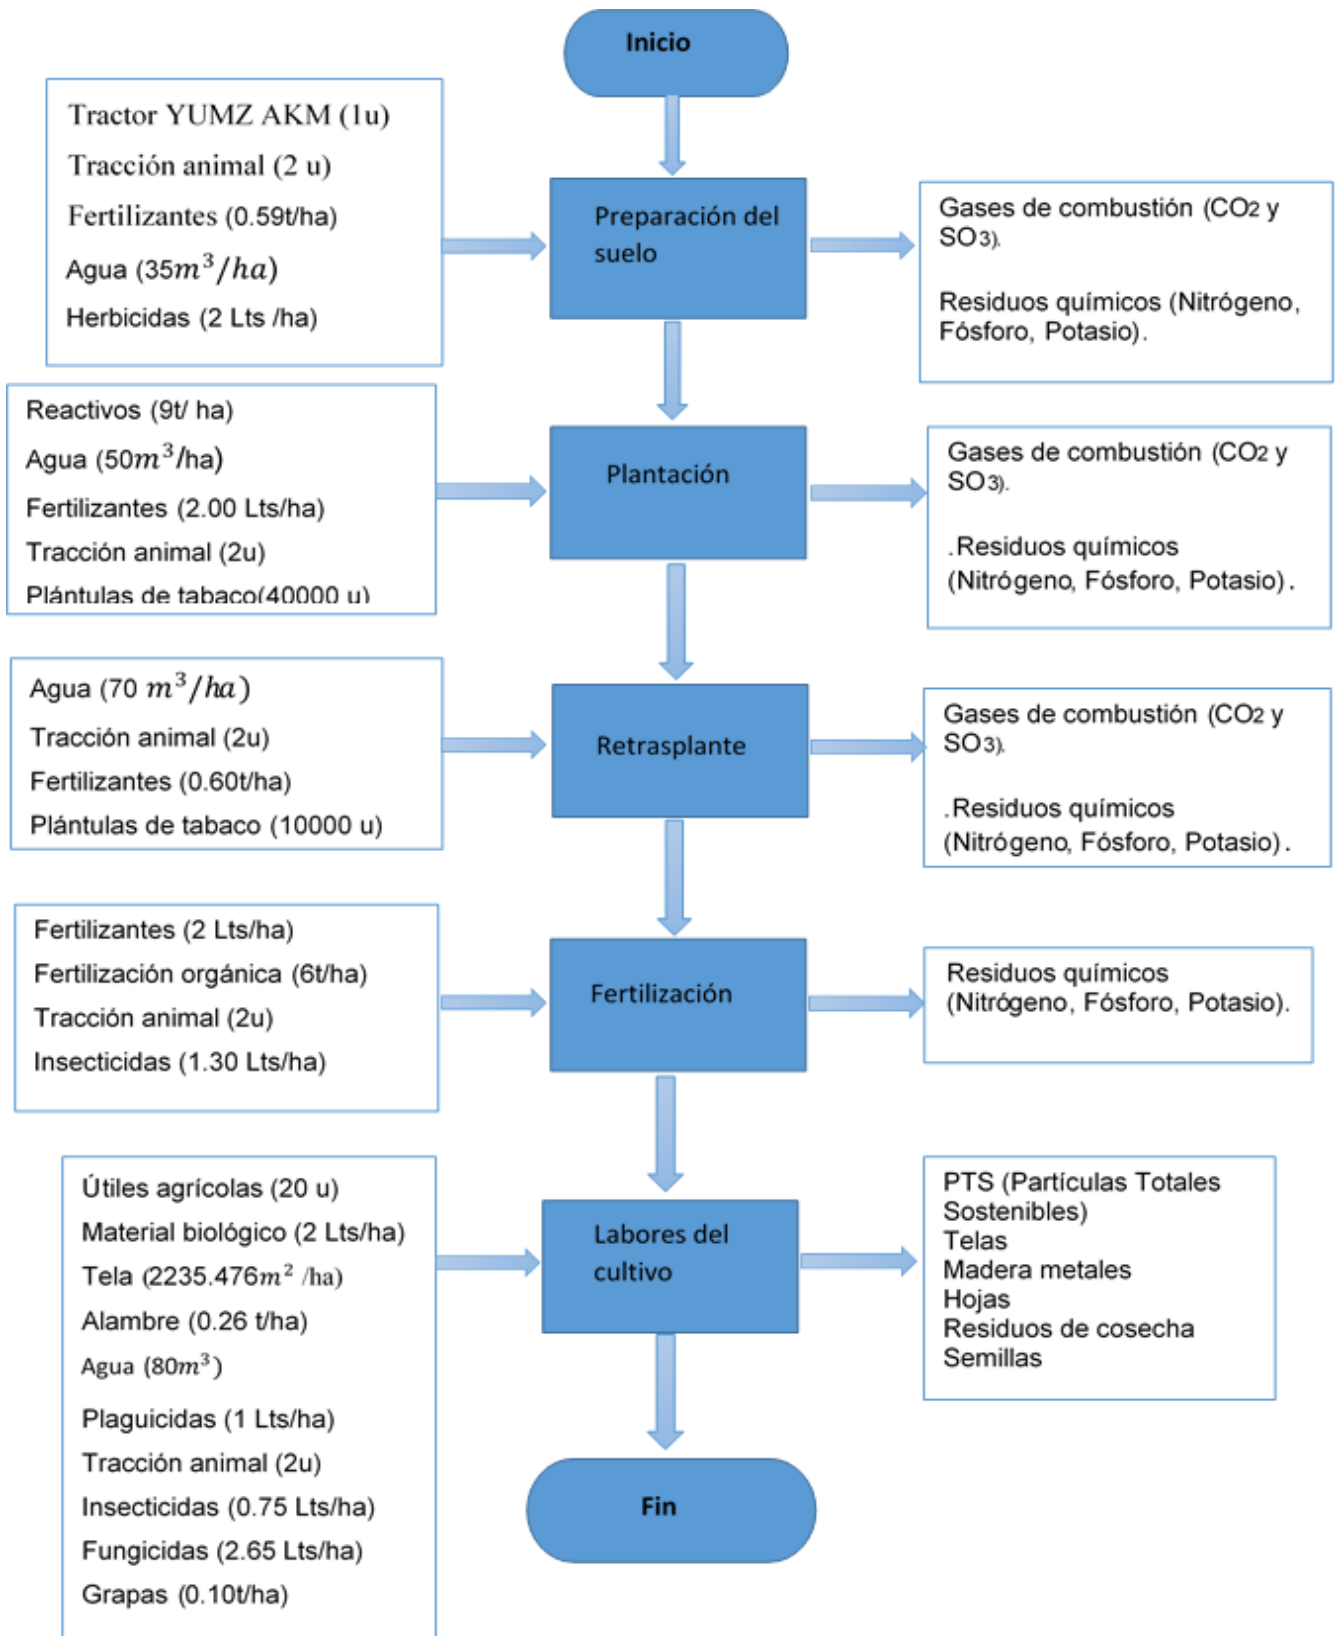 Inicio
Tractor YUMZ AKM (1u)
Tracción animal (2 u)
Fertilizantes (0.59t/ha)
Agua (35m³/ha)
Herbicidas (2 Lts /ha)
Preparación del
suelo
Gases de combustión (CO2 y
SO3).
Residuos químicos (Nitrógeno,
Fósforo, Potasio).
Reactivos (9t/ ha)
Agua (50m³/ha)
Fertilizantes (2.00 Lts/ha)
Tracción animal (2u)
Plántulas de tabaco(40000 u)
Plantación
Gases de combustión (CO2 y
SO3).
.Residuos químicos
(Nitrógeno, Fósforo, Potasio).
Agua (70 m³/ha)
Tracción animal (2u)
Fertilizantes (0.60t/ha)
Plántulas de tabaco (10000 u)
Retrasplante
Gases de combustión (CO2 y
SO3).
.Residuos químicos
(Nitrógeno, Fósforo, Potasio).
Fertilizantes (2 Lts/ha)
Fertilización orgánica (6t/ha)
Tracción animal (2u)
Insecticidas (1.30 Lts/ha)
Fertilización
Residuos químicos
(Nitrógeno, Fósforo, Potasio).
Útiles agrícolas (20 u)
Material biológico (2 Lts/ha)
Tela (2235.476m² /ha)
Alambre (0.26 t/ha)
Agua (80m³)
Plaguicidas (1 Lts/ha)
Tracción animal (2u)
Insecticidas (0.75 Lts/ha)
Fungicidas (2.65 Lts/ha)
Grapas (0.10t/ha)
Labores del
cultivo
PTS (Partículas Totales
Sostenibles)
Telas
Madera metales
Hojas
Residuos de cosecha
Semillas
Fin